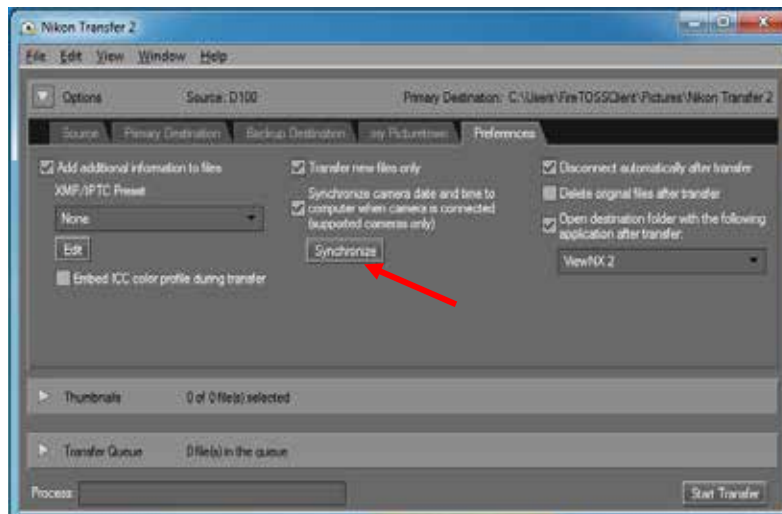 Nikon Transfer 2
File Edit View Window Help
Options Source: D100 Primary Destination: C:\Users\FireTOSSClient\Pictures\Nikon Transfer 2
Source Primary Destination Backup Destination my Picturetown Preferences
Add additional information to files
XMP/IPTC Preset
None
Edit
Embed ICC color profile during transfer
Transfer new files only
Synchronize camera date and time to
computer when camera is connected
(supported cameras only)
Synchronize
Disconnect automatically after transfer
Delete original files after transfer
Open destination folder with the following
application after transfer:
ViewNX 2
Thumbnails 0 of 0 file(s) selected
Transfer Queue 0 file(s) in the queue
Process: Start Transfer